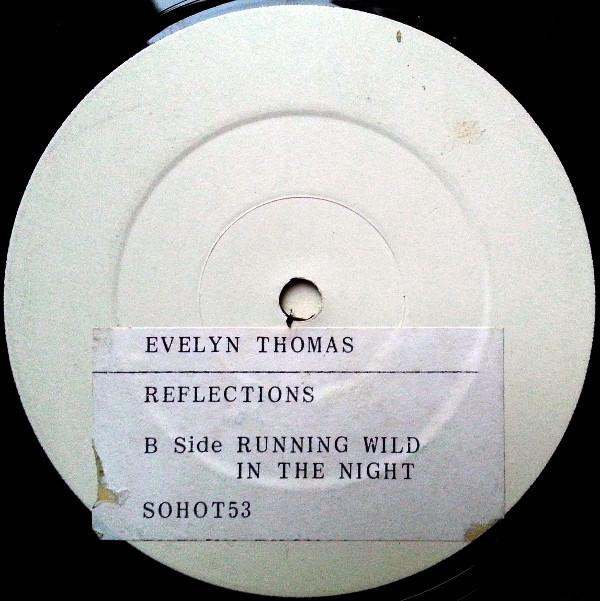 EVELYN THOMAS
REFLECTIONS
B Side RUNNING WILD
IN THE NIGHT
SOHOT53